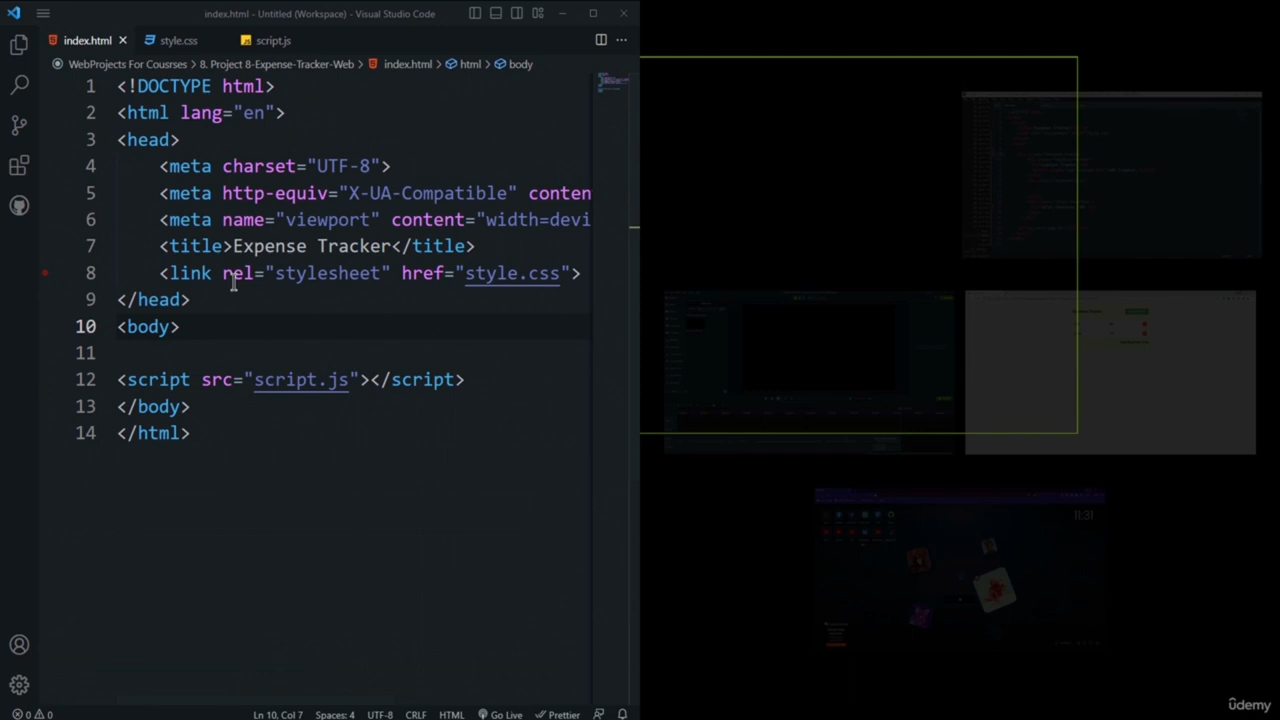 index.html - Untitled (Workspace) - Visual Studio Code
index.html
style.css
script.js
WebProjects For Coursres > 8. Project 8-Expense-Tracker-Web > index.html > html > body
1 <!DOCTYPE html>
2 <html lang="en">
3 <head>
4 <meta charset="UTF-8">
5 <meta http-equiv="X-UA-Compatible" conten
6 <meta name="viewport" content="width=devi
7 <title>Expense Tracker</title>
8 <link rel="stylesheet" href="style.css">
9 </head>
10 <body>
11
12 <script src="script.js"></script>
13 </body>
14 </html>
11:31
0 0
Ln 10, Col 7 Spaces: 4 UTF-8 CRLF HTML Go Live Prettier
ûdemy